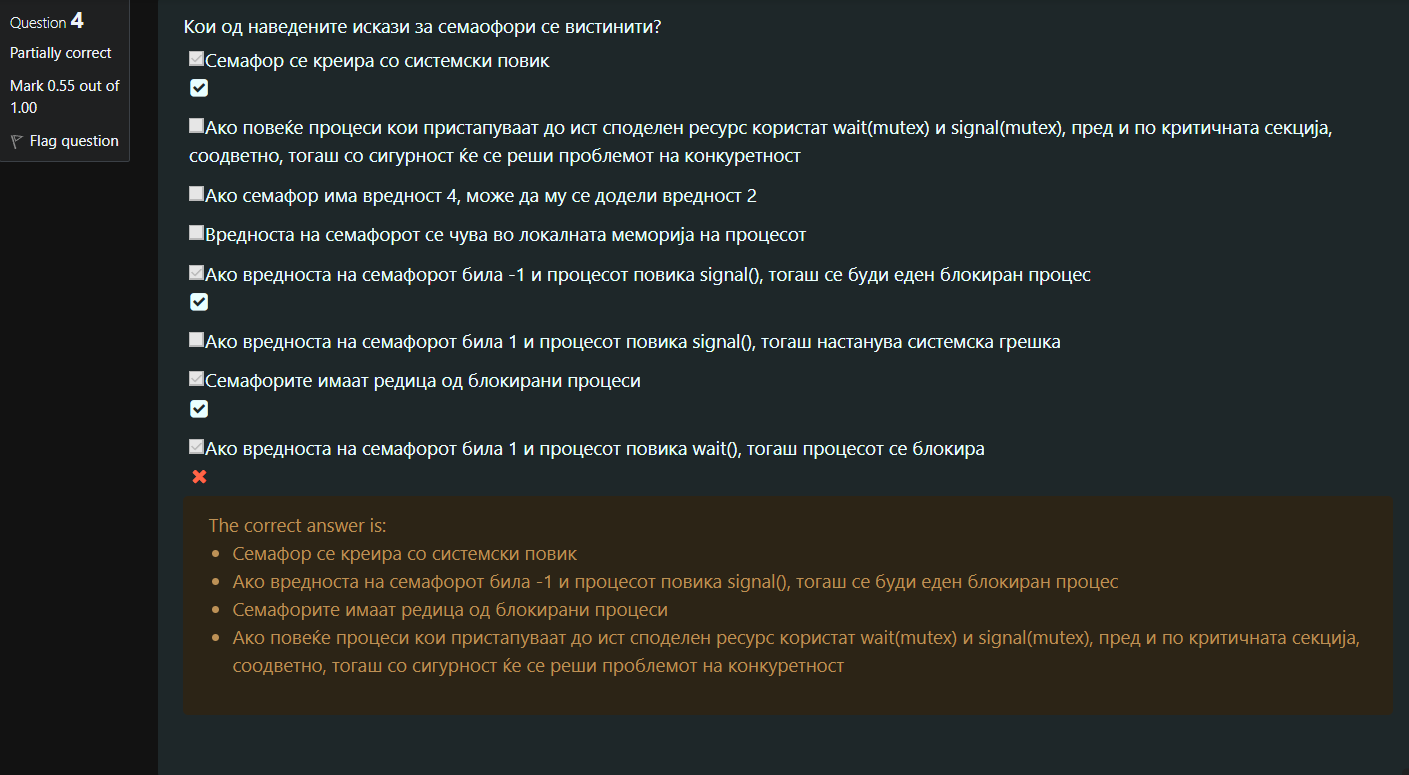 Question 4
Partially correct
Mark 0.55 out of
1.00
Flag question
Кои од наведените искази за семаофори се вистинити?
Семафор се креира со системски повик
Ако повеќе процеси кои пристапуваат до ист споделен ресурс користат wait(mutex) и signal(mutex), пред и по критичната секција,
соодветно, тогаш со сигурност ќе се реши проблемот на конкуретност
Ако семафор има вредност 4, може да му се додели вредност 2
Вредноста на семафорот се чува во локалната меморија на процесот
Ако вредноста на семафорот била -1 и процесот повика signal(), тогаш се буди еден блокиран процес
Ако вредноста на семафорот била 1 и процесот повика signal(), тогаш настанува системска грешка
Семафорите имаат редица од блокирани процеси
Ако вредноста на семафорот била 1 и процесот повика wait(), тогаш процесот се блокира
The correct answer is:
Семафор се креира со системски повик
Ако вредноста на семафорот била -1 и процесот повика signal(), тогаш се буди еден блокиран процес
Семафорите имаат редица од блокирани процеси
Ако повеќе процеси кои пристапуваат до ист споделен ресурс користат wait(mutex) и signal(mutex), пред и по критичната секција,
соодветно, тогаш со сигурност ќе се реши проблемот на конкуретност